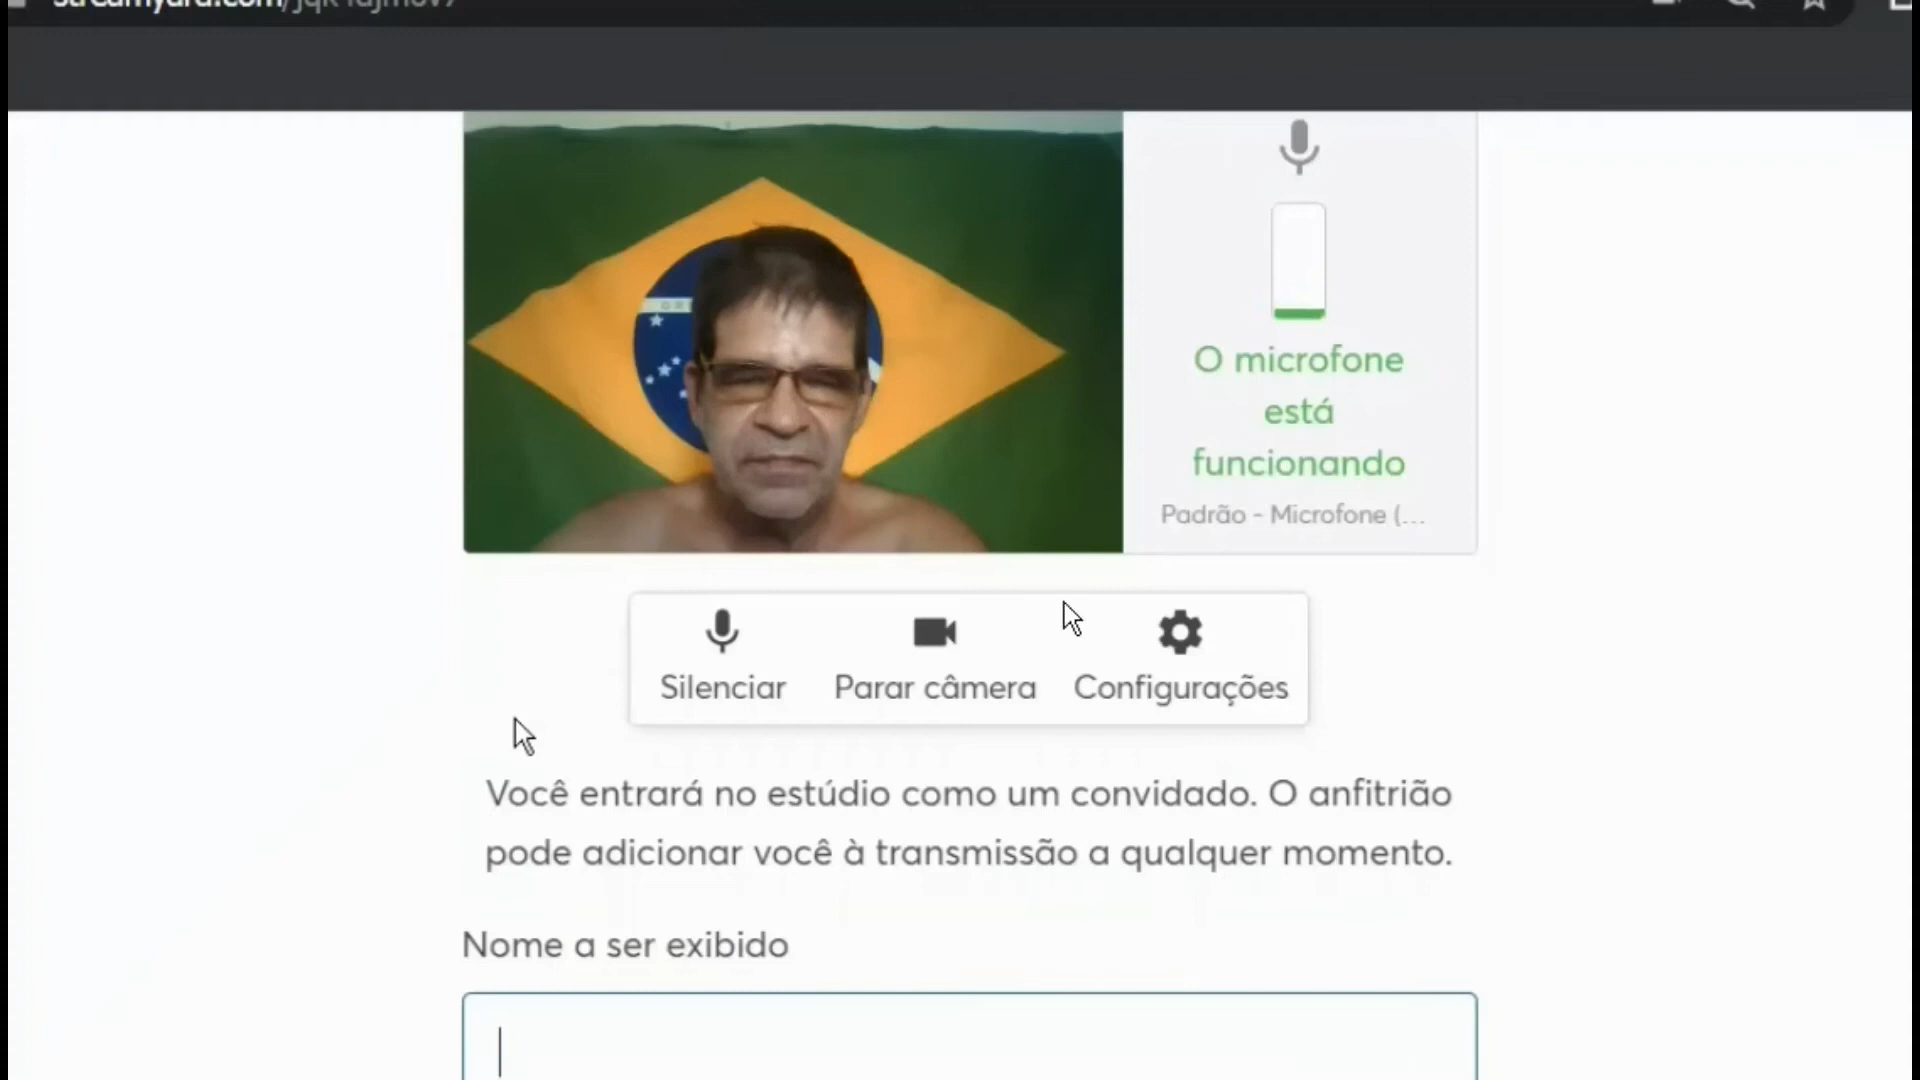 O microfone
está
funcionando
Padrão - Microfone (...
Silenciar
Parar câmera
Configurações
Você entrará no estúdio como um convidado. O anfitrião
pode adicionar você à transmissão a qualquer momento.
Nome a ser exibido